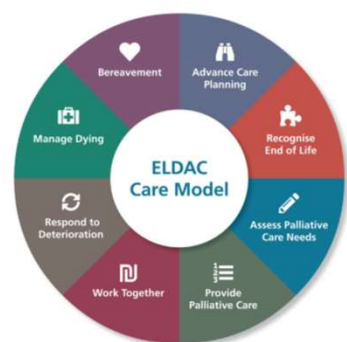 Bereavement
Advance Care
Planning
Manage Dying
Recognise
End of Life
ELDAC
Care Model
Respond to
Deterioration
Assess Palliative
Care Needs
Work Together
Provide
Palliative Care